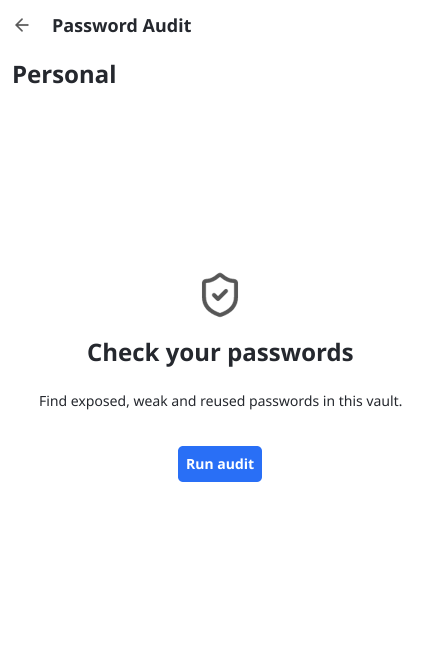 Password Audit
Personal
Check your passwords
Find exposed, weak and reused passwords in this vault.
Run audit